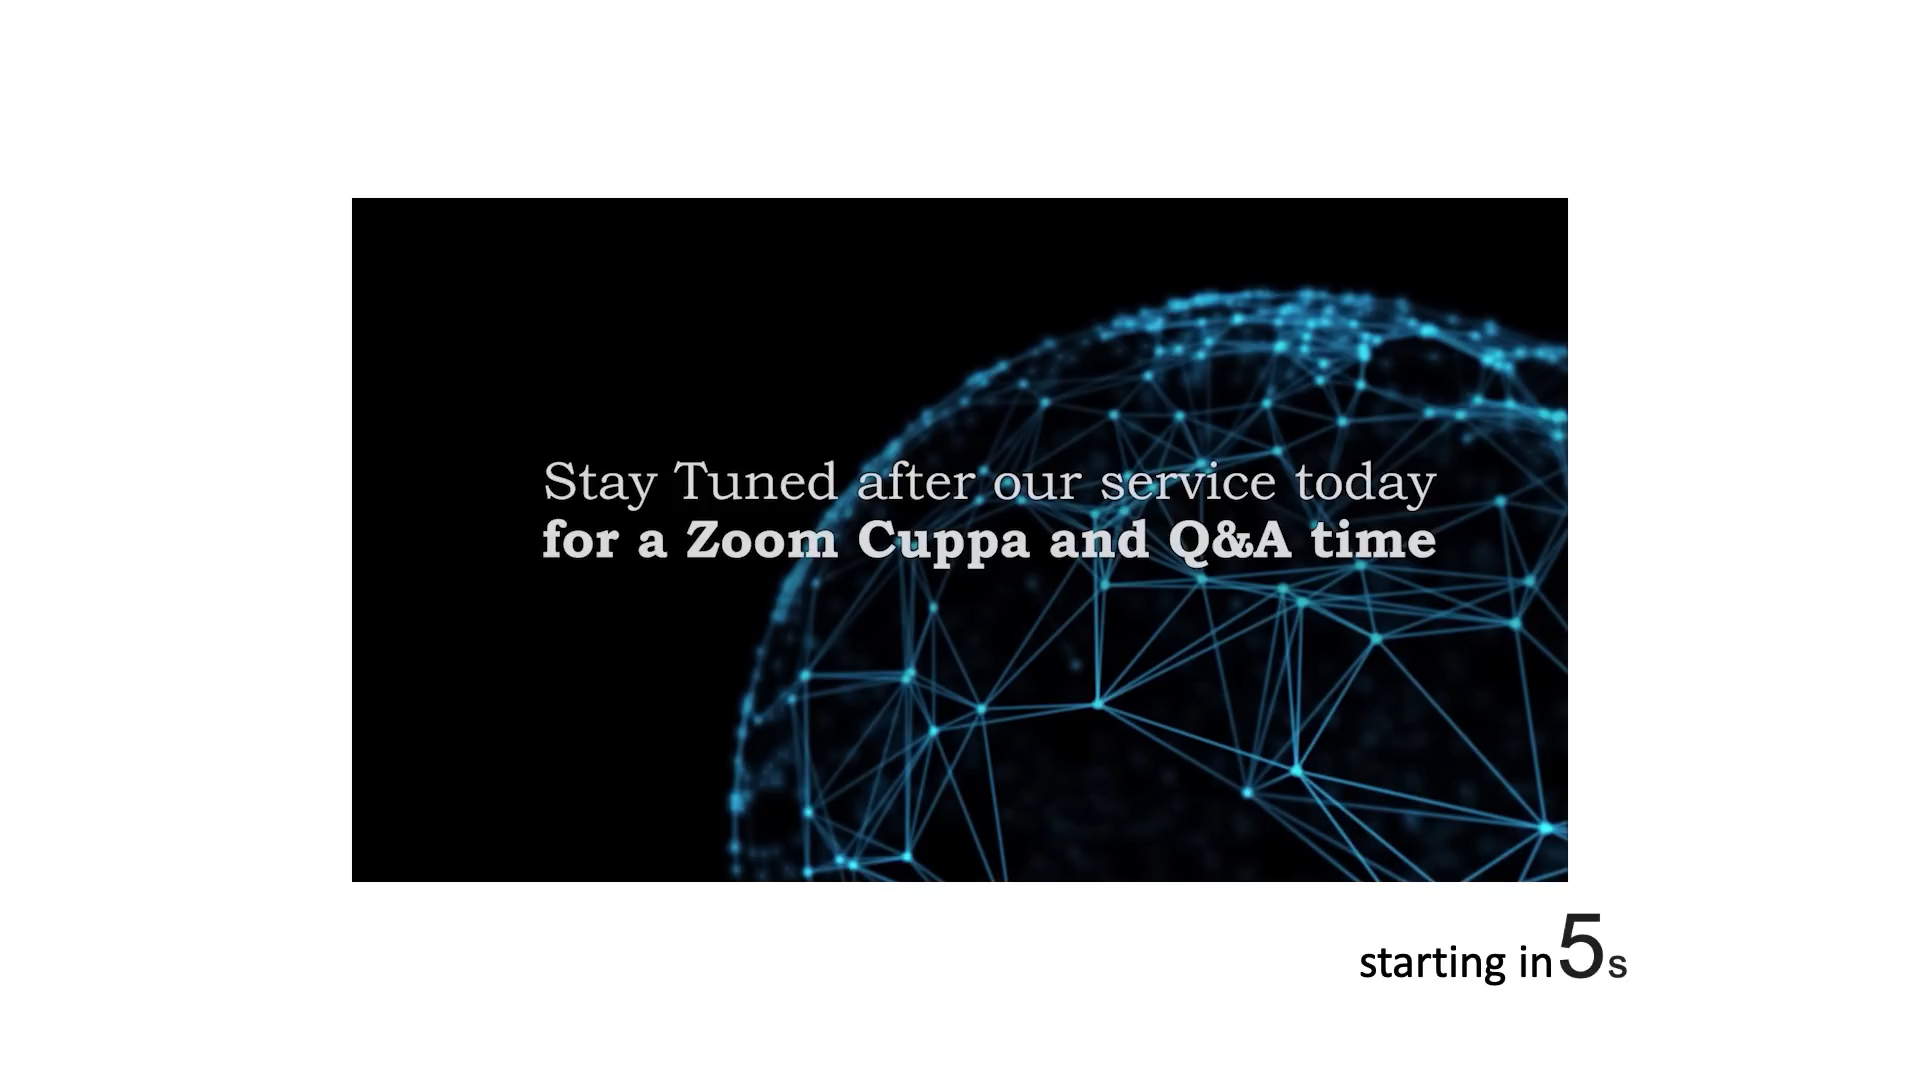 Stay Tuned after our service today
for a Zoom Cuppa and Q&A time
starting in 5s